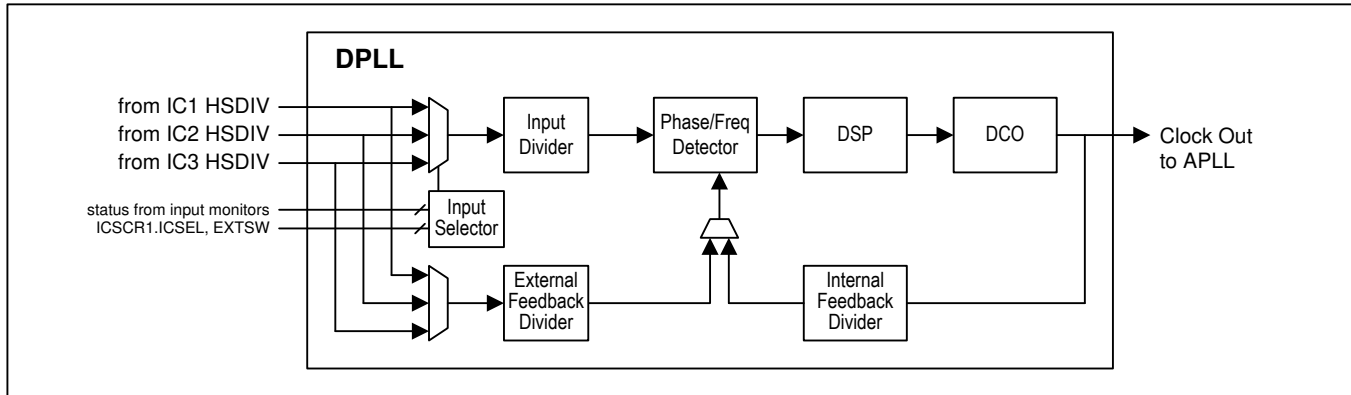 DPLL
from IC1 HSDIV
from IC2 HSDIV
from IC3 HSDIV
Input
Divider
Phase/Freq
Detector
DSP
DCO
Clock Out
to APLL
status from input monitors
ICSCR1.ICSEL, EXTSW
Input
Selector
External
Feedback
Divider
Internal
Feedback
Divider